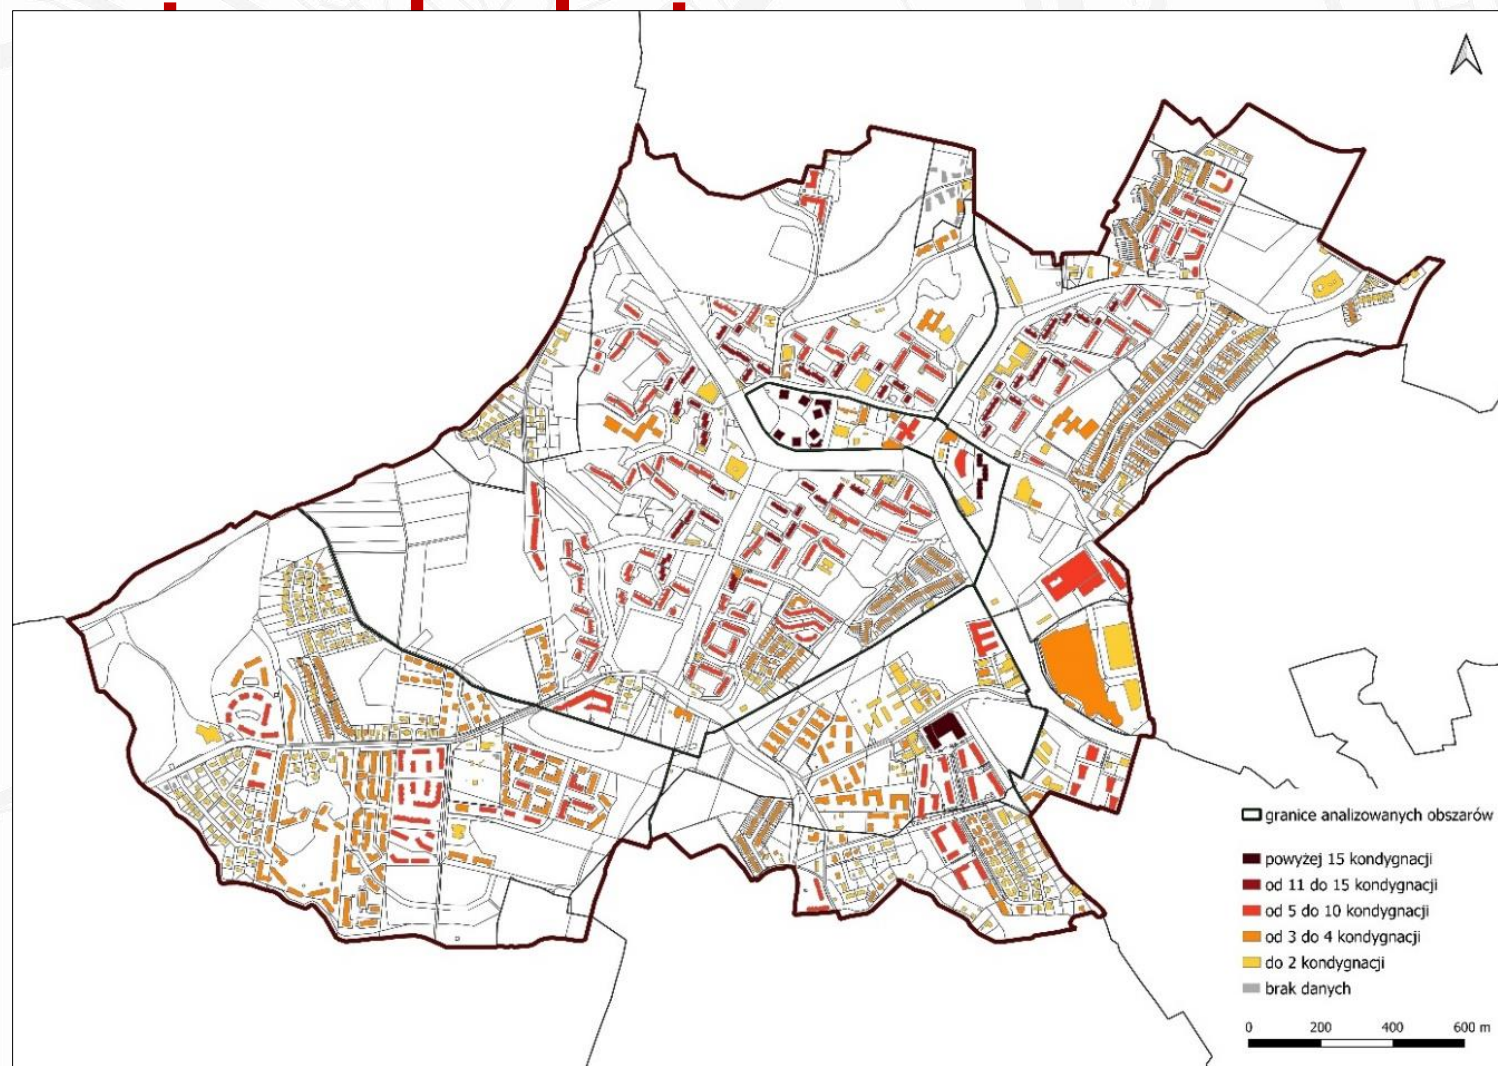 granice analizowanych obszarów
powyżej 15 kondygnacji
od 11 do 15 kondygnacji
od 5 do 10 kondygnacji
od 3 do 4 kondygnacji
do 2 kondygnacji
brak danych
0 200 400 600 m